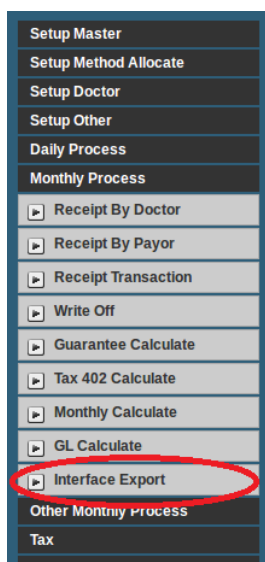 Setup Master
Setup Method Allocate
Setup Doctor
Setup Other
Daily Process
Monthly Process
Receipt By Doctor
Receipt By Payor
Receipt Transaction
Write Off
Guarantee Calculate
Tax 402 Calculate
Monthly Calculate
GL Calculate
Interface Export
Other Monthly Process
Tax